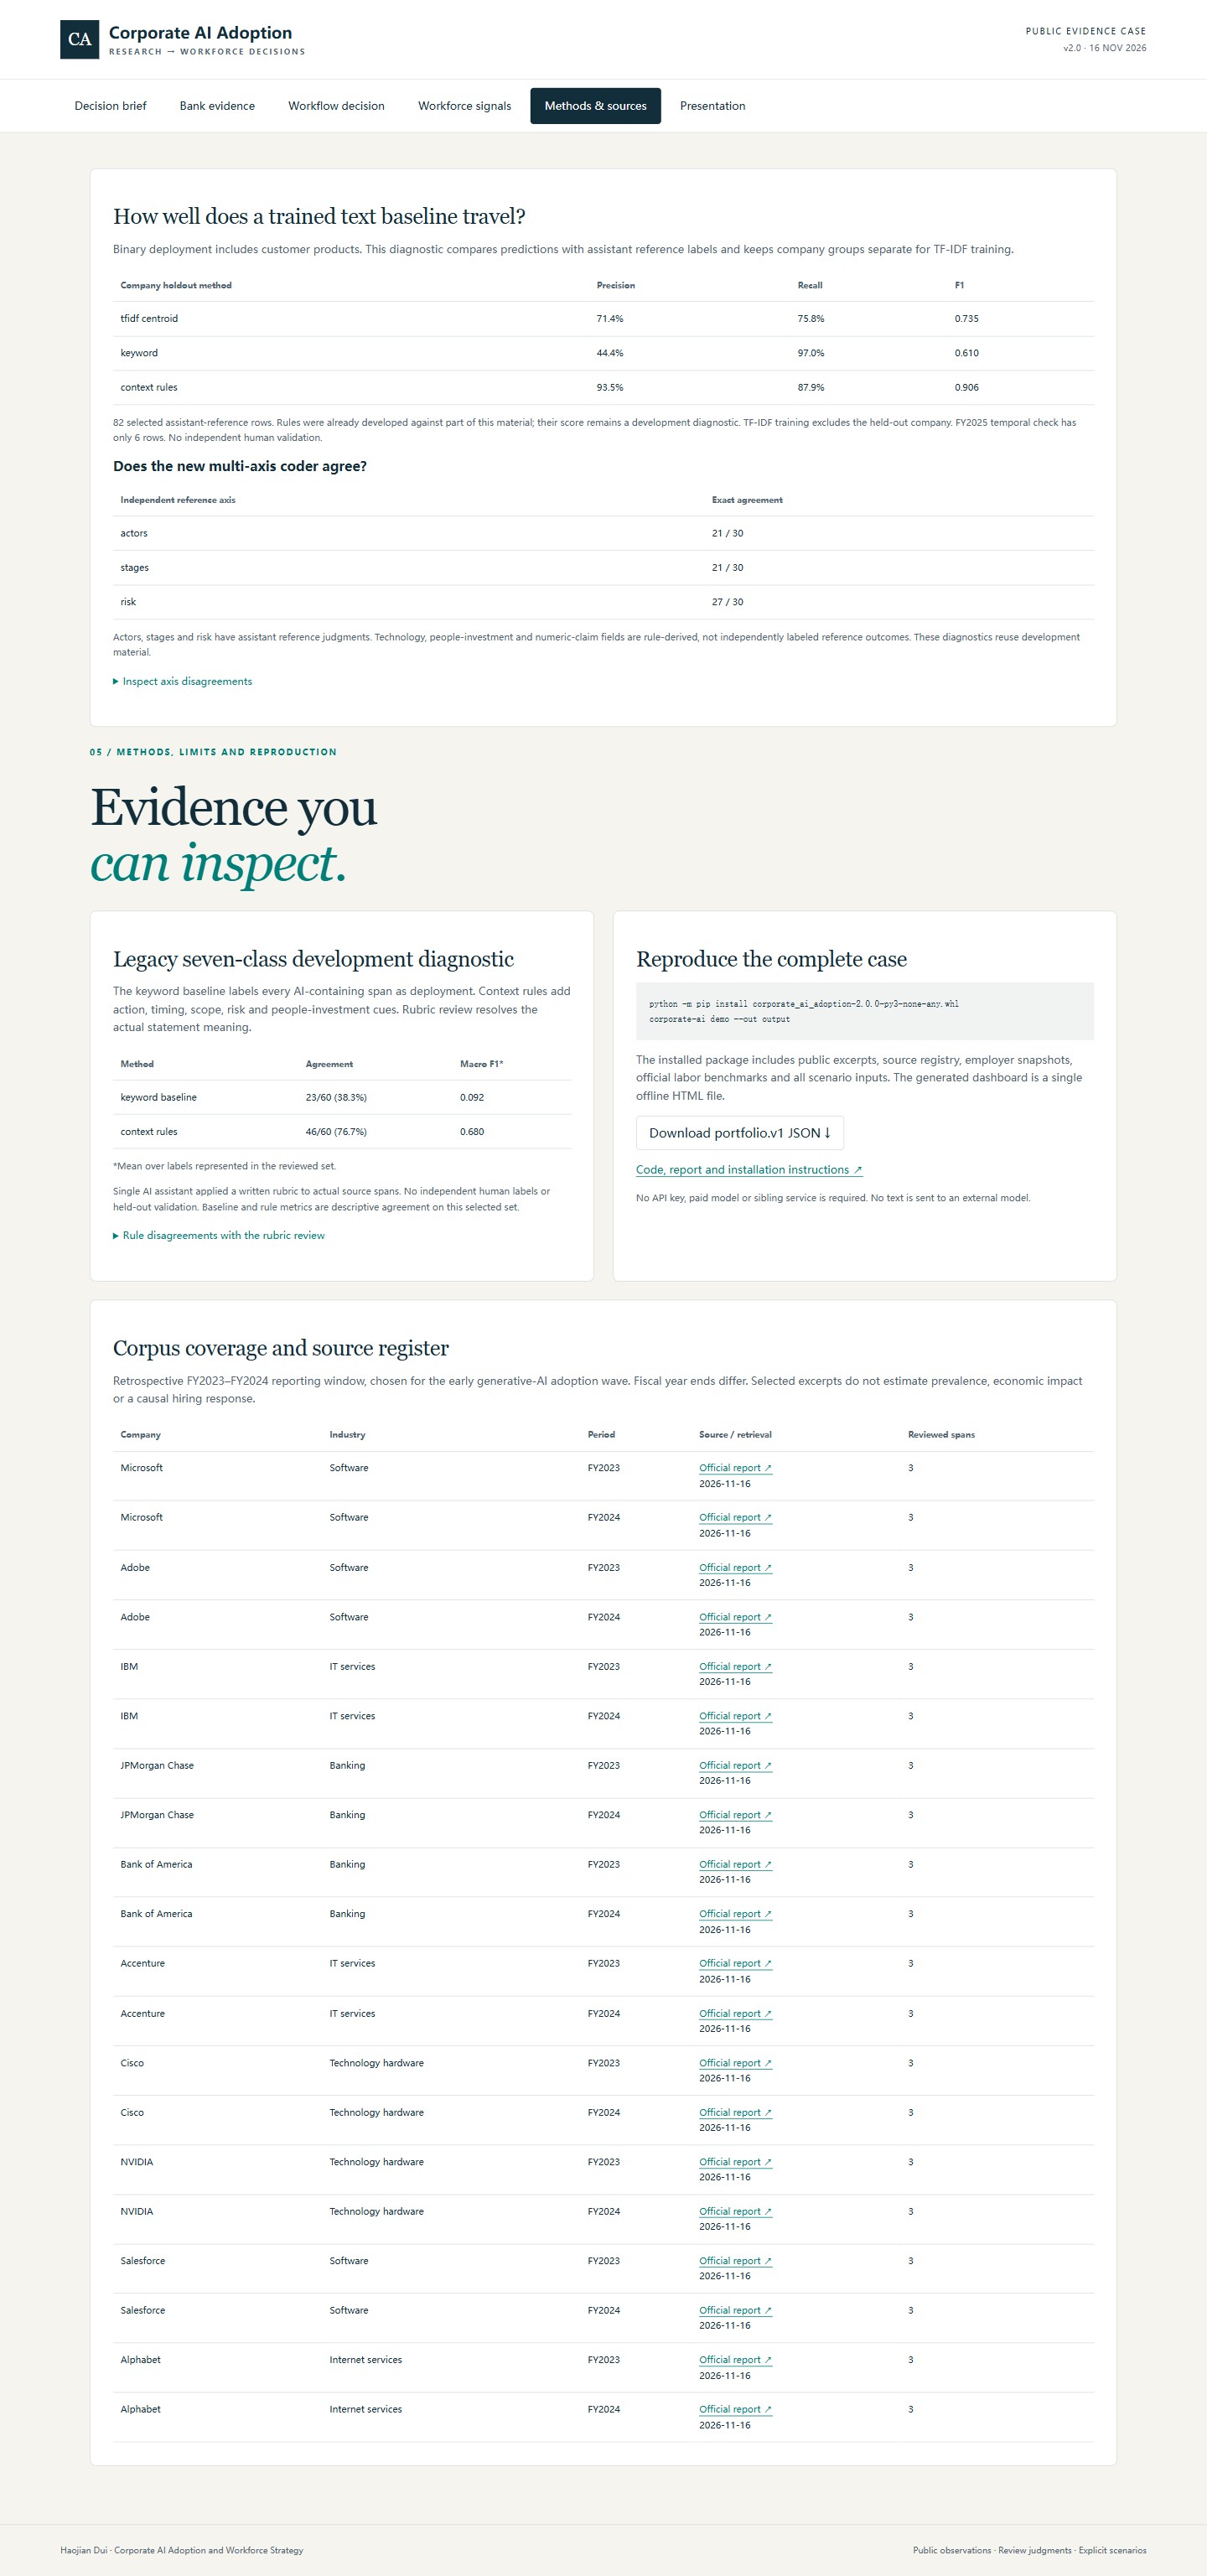 CA
Corporate AI Adoption
RESEARCH → WORKFORCE DECISIONS
PUBLIC EVIDENCE CASE
v2.0 · 16 NOV 2026
Decision brief Bank evidence Workflow decision Workforce signals Methods & sources Presentation
How well does a trained text baseline travel?
Binary deployment includes customer products. This diagnostic compares predictions with assistant reference labels and keeps company groups separate for TF-IDF training.
Company holdout method Precision Recall F1
tfidf centroid 71.4% 75.8% 0.735
keyword 44.4% 97.0% 0.610
context rules 93.5% 87.9% 0.906
82 selected assistant-reference rows. Rules were already developed against part of this material; their score remains a development diagnostic. TF-IDF training excludes the held-out company. FY2025 temporal check has
only 6 rows. No independent human validation.
Does the new multi-axis coder agree?
Independent reference axis Exact agreement
actors 21 / 30
stages 21 / 30
risk 27 / 30
Actors, stages and risk have assistant reference judgments. Technology, people-investment and numeric-claim fields are rule-derived, not independently labeled reference outcomes. These diagnostics reuse development
material.
▶ Inspect axis disagreements
05 / METHODS, LIMITS AND REPRODUCTION
Evidence you
can inspect.
Legacy seven-class development diagnostic
The keyword baseline labels every AI-containing span as deployment. Context rules add
action, timing, scope, risk and people-investment cues. Rubric review resolves the
actual statement meaning.
Method Agreement Macro F1*
keyword baseline 23/60 (38.3%) 0.092
context rules 46/60 (76.7%) 0.680
*Mean over labels represented in the reviewed set.
Single AI assistant applied a written rubric to actual source spans. No independent human labels or
held-out validation. Baseline and rule metrics are descriptive agreement on this selected set.
▶ Rule disagreements with the rubric review
Reproduce the complete case
python -m pip install corporate_ai_adoption-2.0.0-py3-none-any.whl
corporate-ai demo --out output
The installed package includes public excerpts, source registry, employer snapshots,
official labor benchmarks and all scenario inputs. The generated dashboard is a single
offline HTML file.
Download portfolio.v1 JSON ↓
Code, report and installation instructions ↗
No API key, paid model or sibling service is required. No text is sent to an external model.
Corpus coverage and source register
Retrospective FY2023–FY2024 reporting window, chosen for the early generative-AI adoption wave. Fiscal year ends differ. Selected excerpts do not estimate prevalence, economic impact
or a causal hiring response.
Company Industry Period Source / retrieval Reviewed spans
Microsoft Software FY2023 Official report ↗ 3
2026-11-16
Microsoft Software FY2024 Official report ↗ 3
2026-11-16
Adobe Software FY2023 Official report ↗ 3
2026-11-16
Adobe Software FY2024 Official report ↗ 3
2026-11-16
IBM IT services FY2023 Official report ↗ 3
2026-11-16
IBM IT services FY2024 Official report ↗ 3
2026-11-16
JPMorgan Chase Banking FY2023 Official report ↗ 3
2026-11-16
JPMorgan Chase Banking FY2024 Official report ↗ 3
2026-11-16
Bank of America Banking FY2023 Official report ↗ 3
2026-11-16
Bank of America Banking FY2024 Official report ↗ 3
2026-11-16
Accenture IT services FY2023 Official report ↗ 3
2026-11-16
Accenture IT services FY2024 Official report ↗ 3
2026-11-16
Cisco Technology hardware FY2023 Official report ↗ 3
2026-11-16
Cisco Technology hardware FY2024 Official report ↗ 3
2026-11-16
NVIDIA Technology hardware FY2023 Official report ↗ 3
2026-11-16
NVIDIA Technology hardware FY2024 Official report ↗ 3
2026-11-16
Salesforce Software FY2023 Official report ↗ 3
2026-11-16
Salesforce Software FY2024 Official report ↗ 3
2026-11-16
Alphabet Internet services FY2023 Official report ↗ 3
2026-11-16
Alphabet Internet services FY2024 Official report ↗ 3
2026-11-16
Haojian Dui · Corporate AI Adoption and Workforce Strategy
Public observations · Review judgments · Explicit scenarios